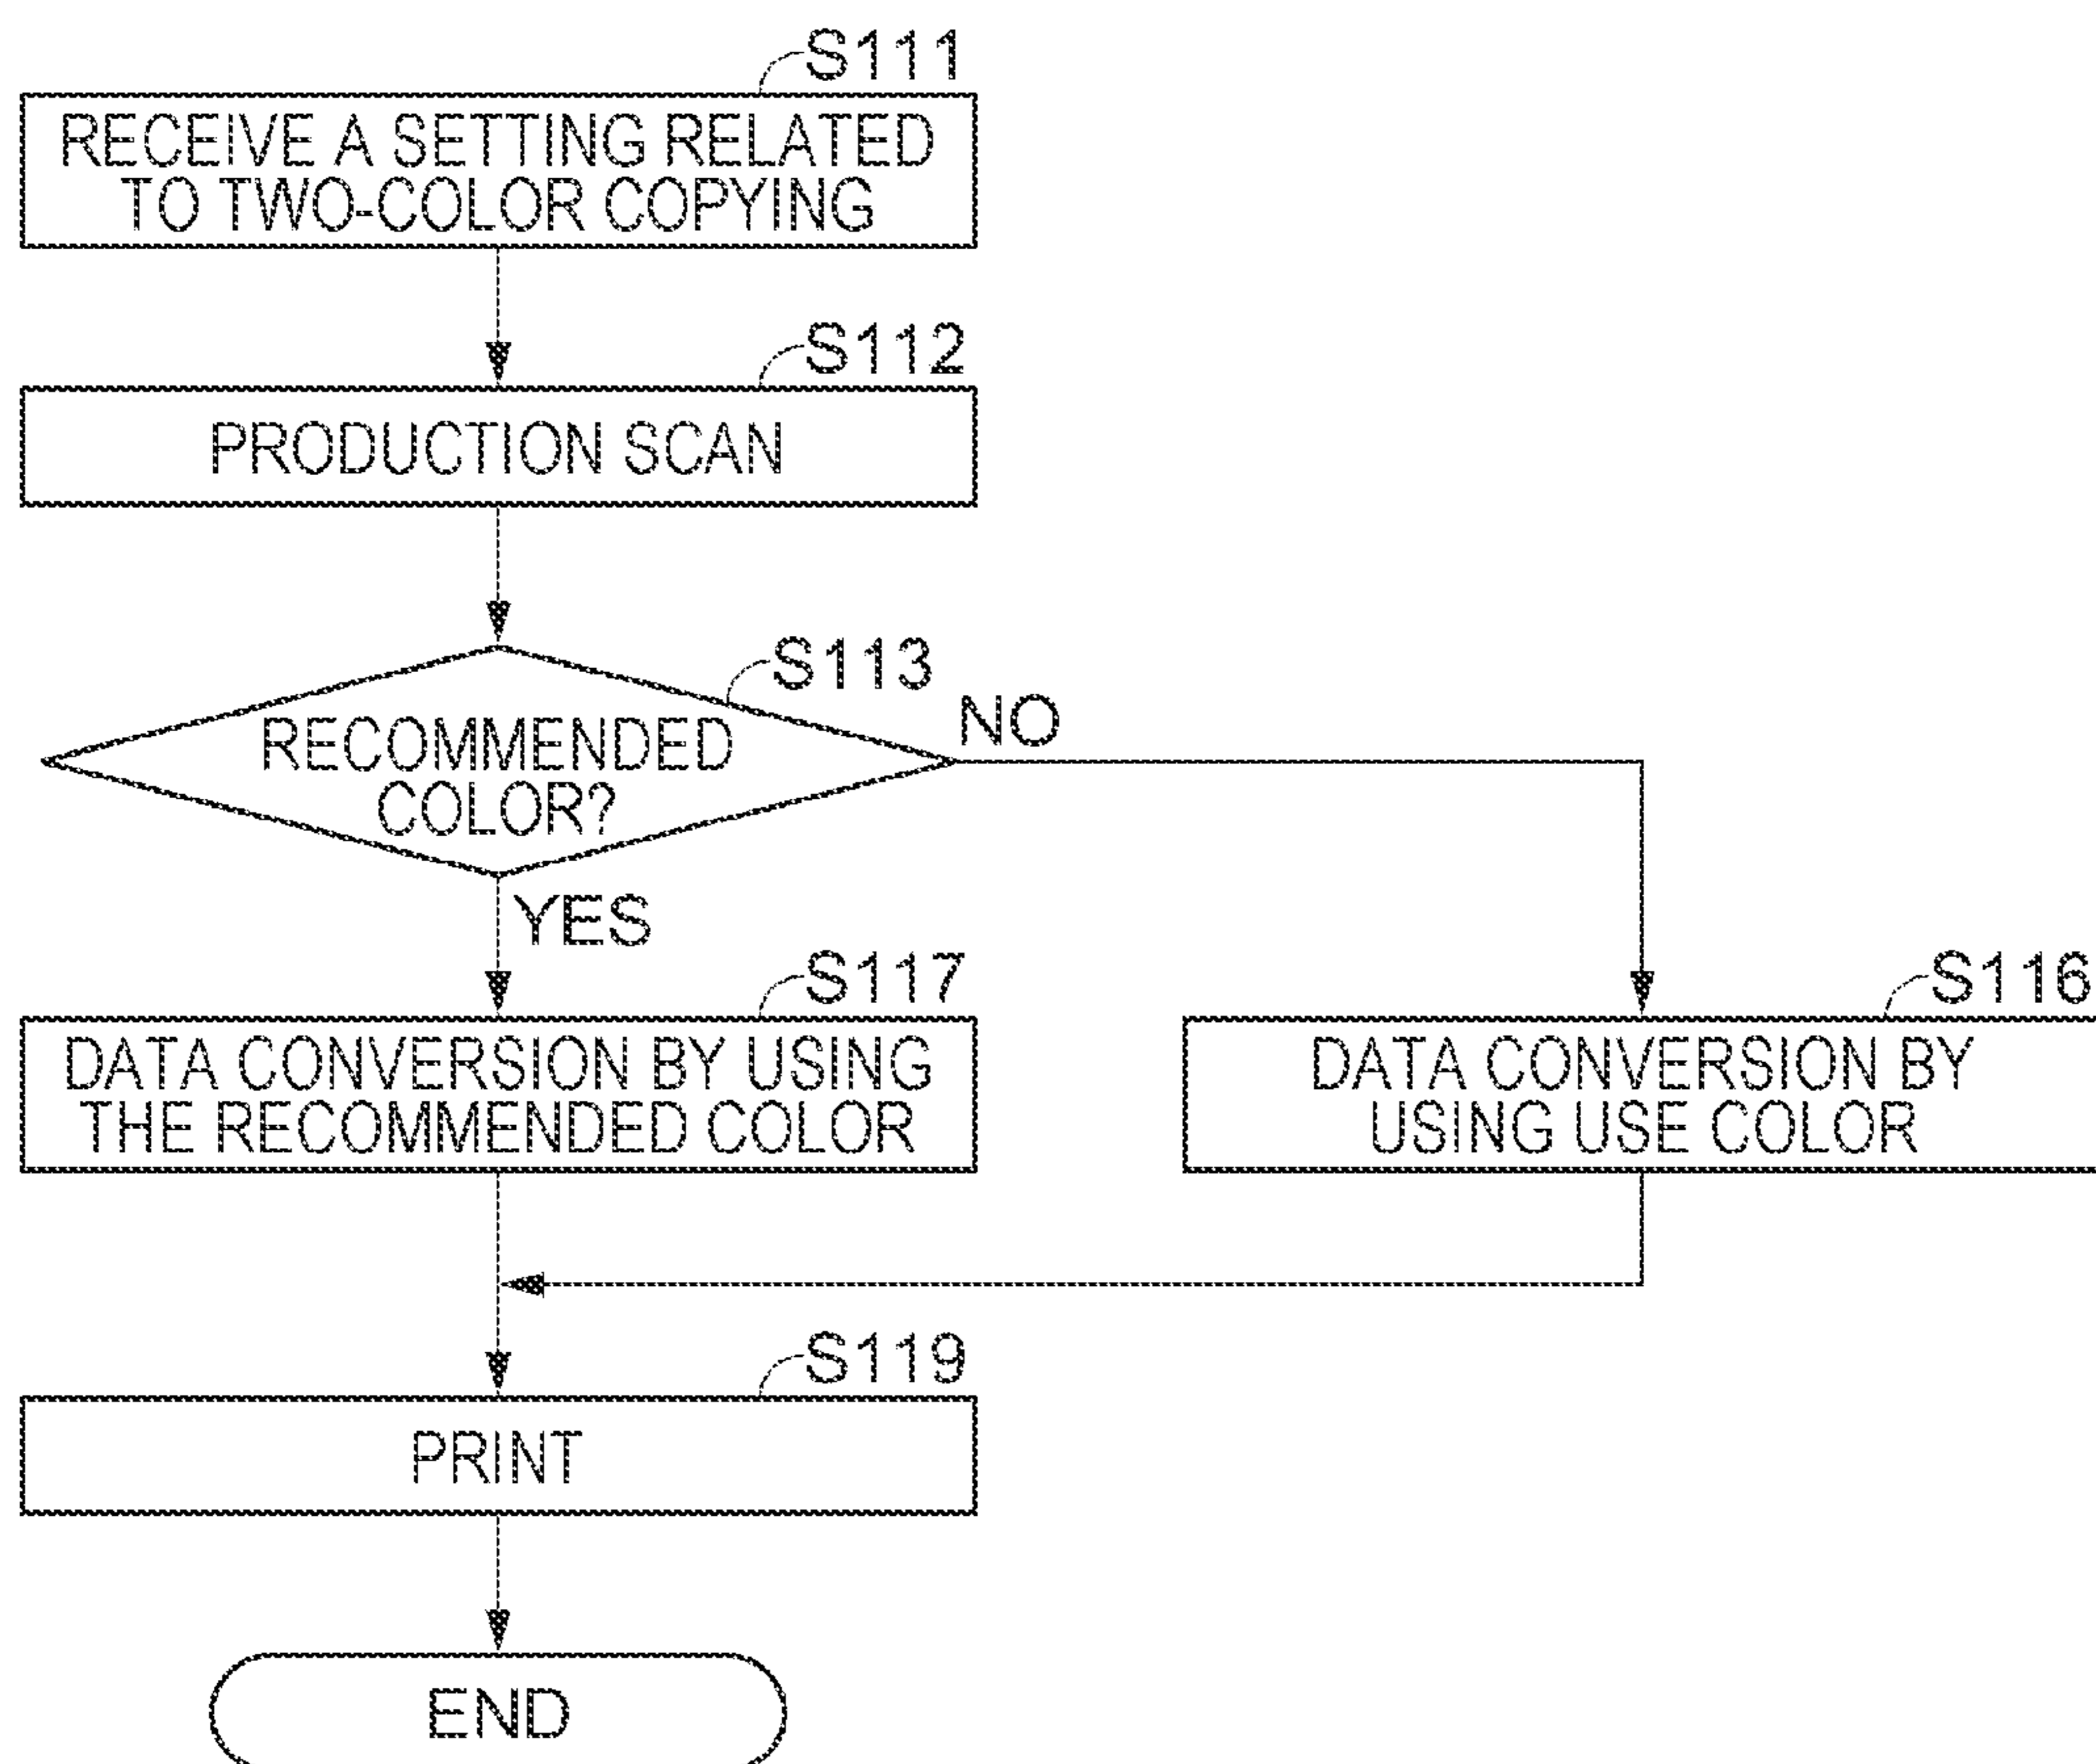 S111
RECEIVE A SETTING RELATED
TO TWO-COLOR COPYING
S112
PRODUCTION SCAN
S113
RECOMMENDED
COLOR?
NO
YES
S117
DATA CONVERSION BY USING
THE RECOMMENDED COLOR
S116
DATA CONVERSION BY
USING USE COLOR
S119
PRINT
END